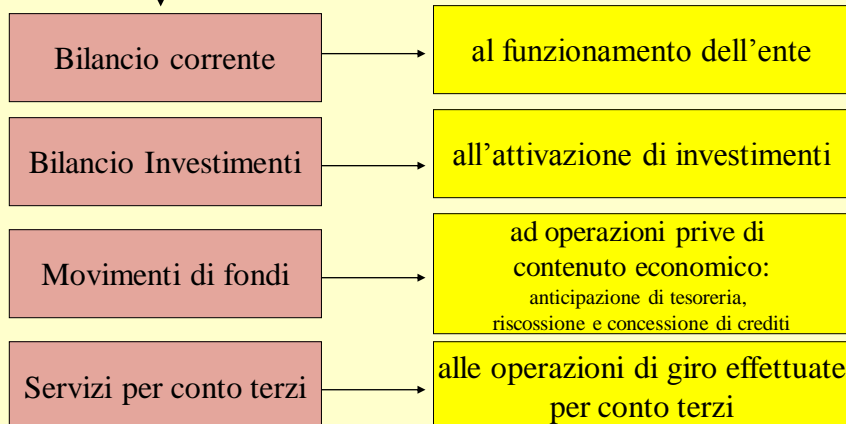 Bilancio corrente
al funzionamento dell'ente
Bilancio Investimenti
all'attivazione di investimenti
Movimenti di fondi
ad operazioni prive di
contenuto economico:
anticipazione di tesoreria,
riscossione e concessione di crediti
Servizi per conto terzi
alle operazioni di giro effettuate
per conto terzi